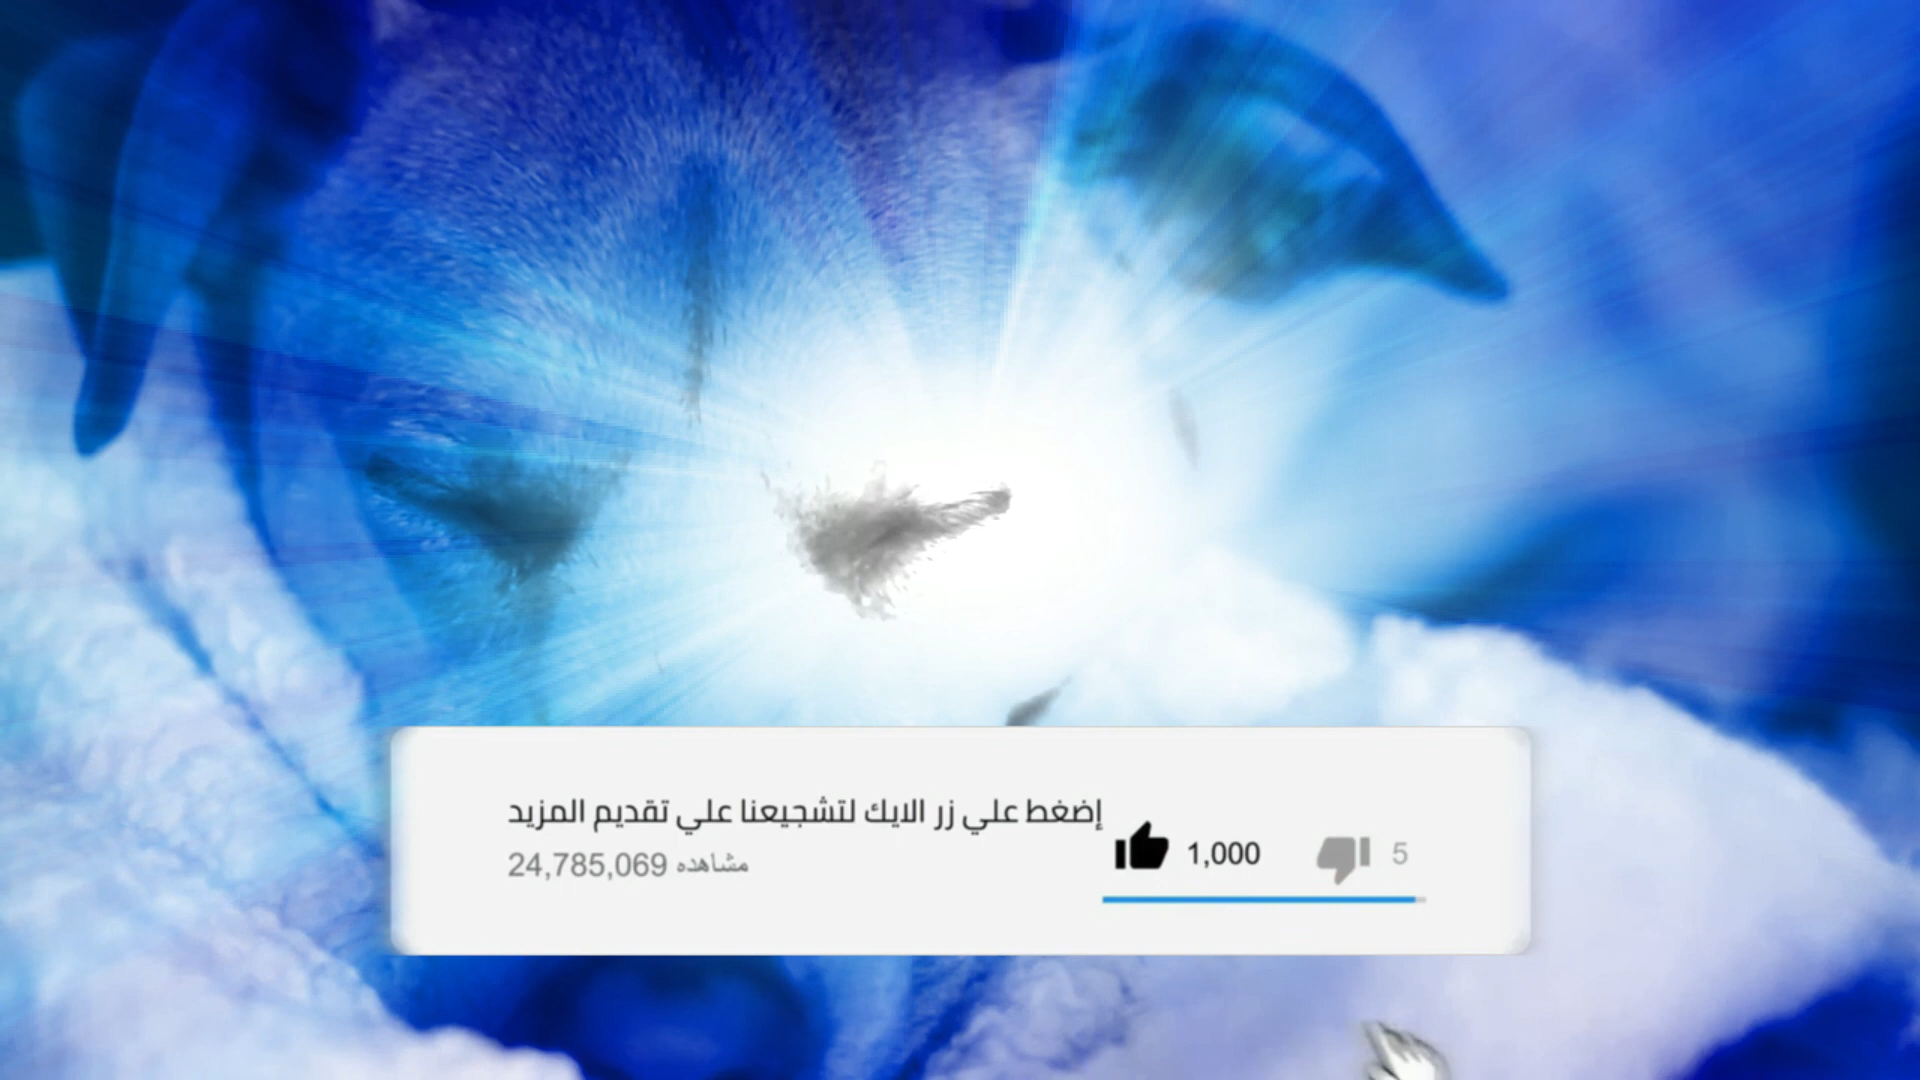 إضغط علي زر الايك لتشجيعنا علي تقديم المزيد
24,785,069 مشاهده
1,000
5